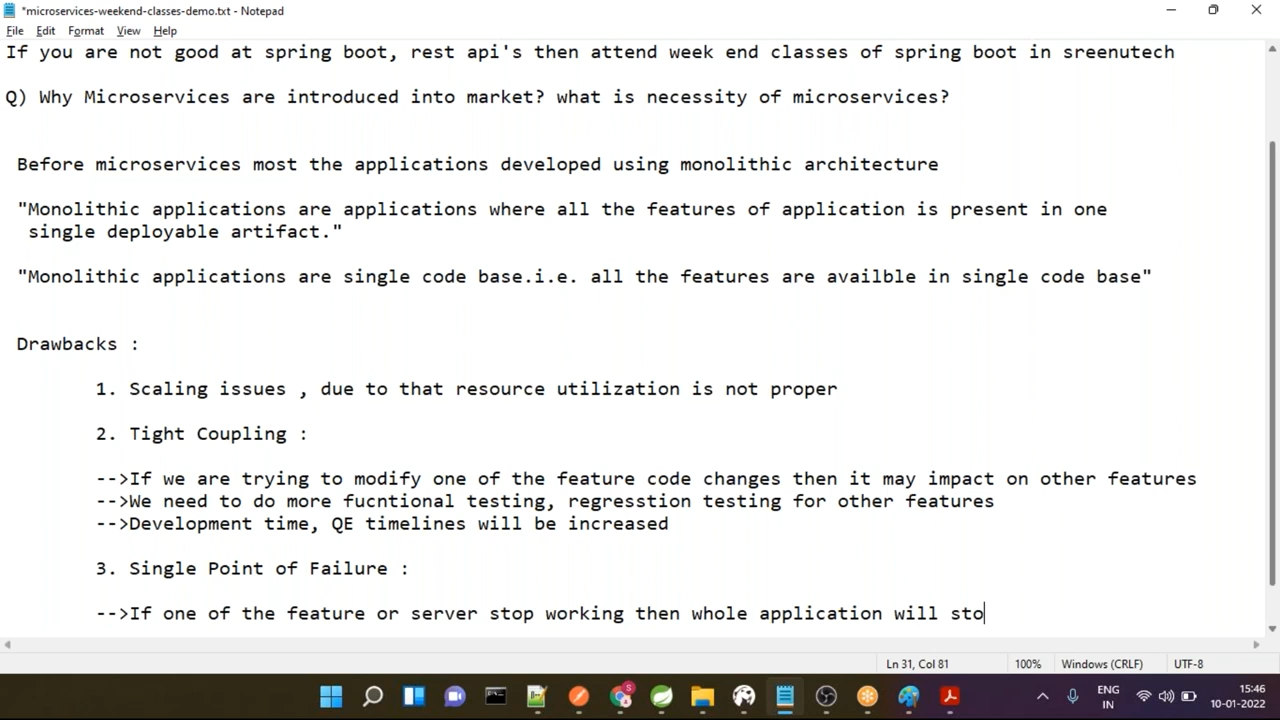 *microservices-weekend-classes-demo.txt - Notepad
File Edit Format View Help
If you are not good at spring boot, rest api's then attend week end classes of spring boot in sreenutech
Q) Why Microservices are introduced into market? what is necessity of microservices?
Before microservices most the applications developed using monolithic architecture
"Monolithic applications are applications where all the features of application is present in one
single deployable artifact."
"Monolithic applications are single code base.i.e. all the features are availble in single code base"
Drawbacks :
1. Scaling issues , due to that resource utilization is not proper
2. Tight Coupling :
-->If we are trying to modify one of the feature code changes then it may impact on other features
-->We need to do more fucntional testing, regresstion testing for other features
-->Development time, QE timelines will be increased
3. Single Point of Failure :
-->If one of the feature or server stop working then whole application will sto
Ln 31, Col 81 100% Windows (CRLF) UTF-8
S
ENG
IN
15:46
10-01-2022